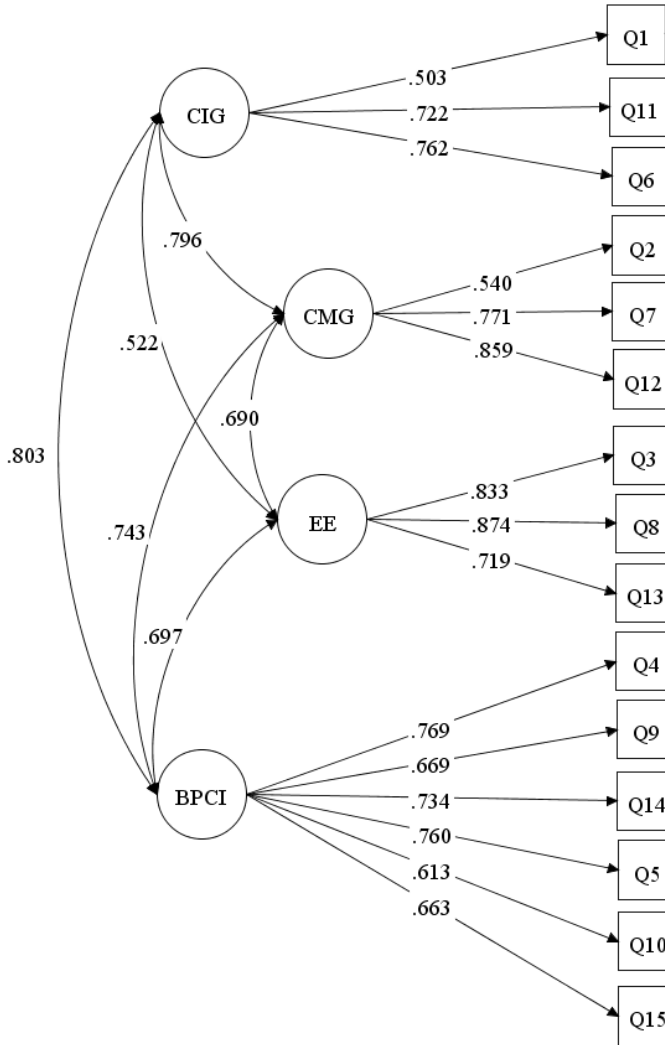 Q1
.503
CIG
.722
Q11
.762
Q6
.796
Q2
.540
CMG
.771
Q7
.522
.859
Q12
.690
.803
Q3
.833
.743
EE
.874
Q8
.719
Q13
.697
Q4
.769
Q9
.669
BPCI
.734
Q14
.760
Q5
.613
Q10
.663
Q15